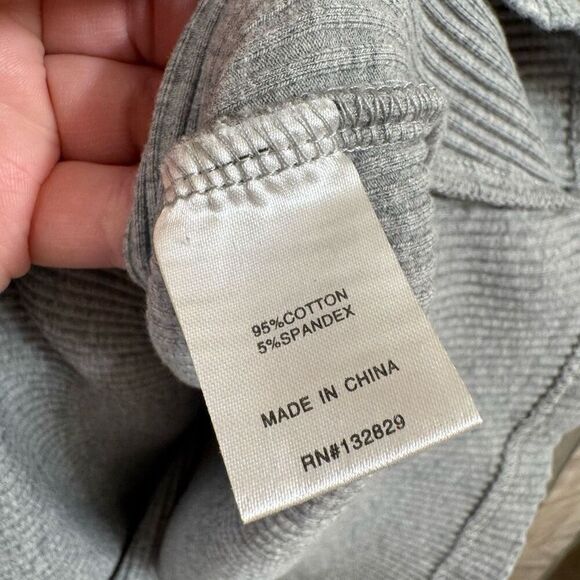 95%COTTON
5%SPANDEX
MADE IN CHINA
RN#132829